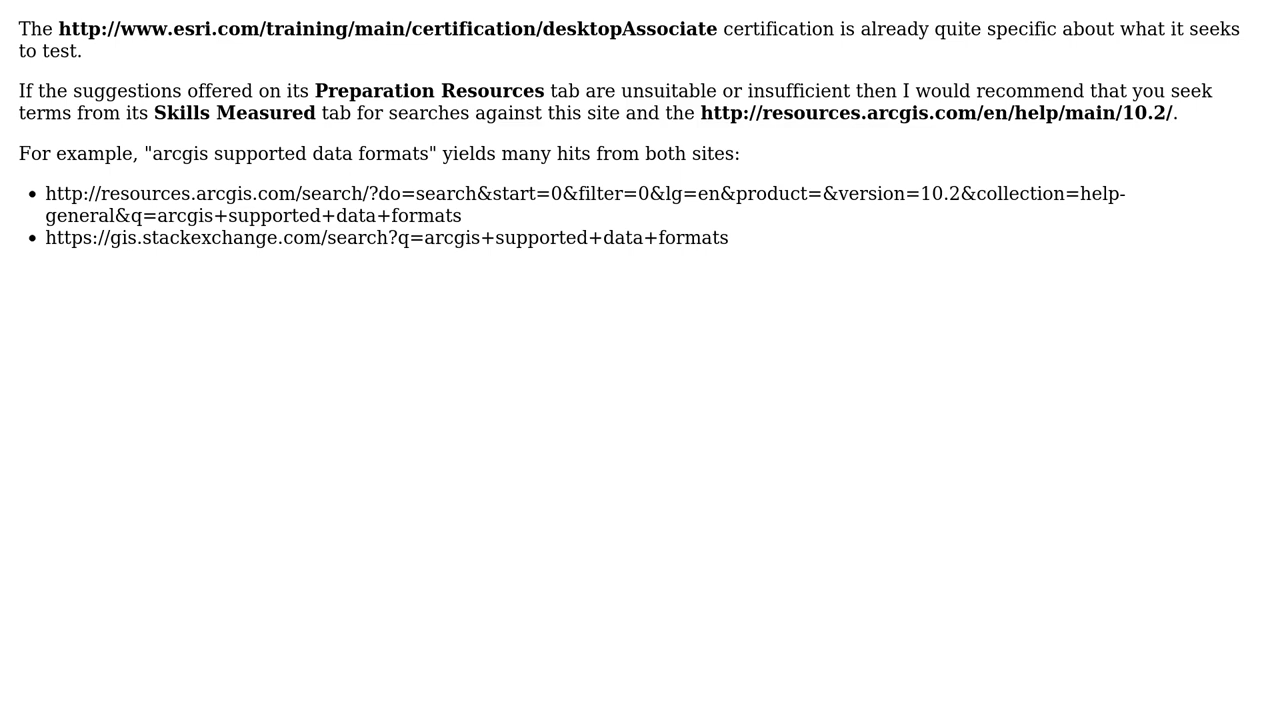 The http://www.esri.com/training/main/certification/desktopAssociate certification is already quite specific about what it seeks
to test.
If the suggestions offered on its Preparation Resources tab are unsuitable or insufficient then I would recommend that you seek
terms from its Skills Measured tab for searches against this site and the http://resources.arcgis.com/en/help/main/10.2/.
For example, "arcgis supported data formats" yields many hits from both sites:
• http://resources.arcgis.com/search/?do=search&start=0&filter=0&lg=en&product=&version=10.2&collection=help-
general&q=arcgis+supported+data+formats
• https://gis.stackexchange.com/search?q=arcgis+supported+data+formats